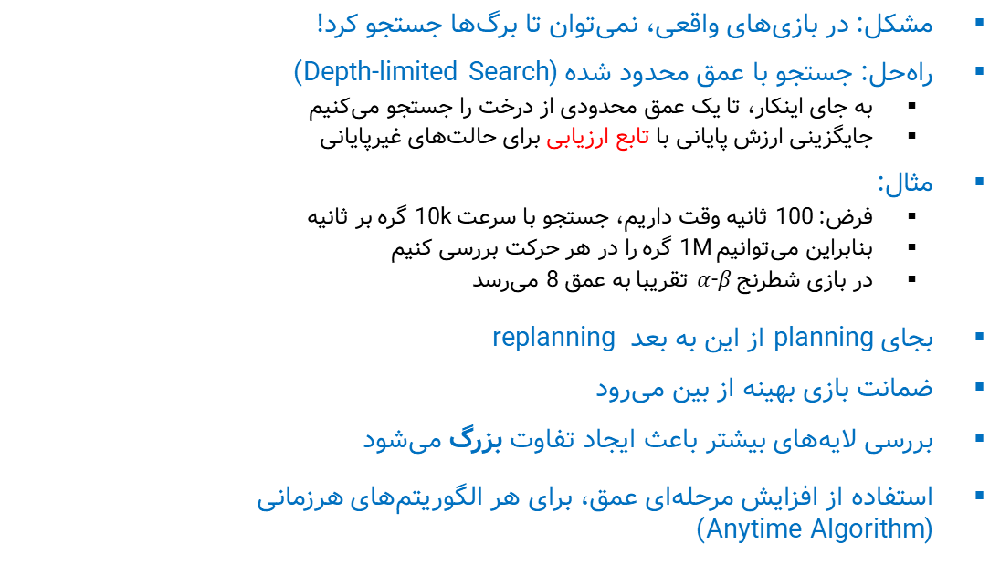 ▪ مشکل: در بازی‌های واقعی، نمی‌توان تا برگ‌ها جستجو کرد!
▪ راه‌حل: جستجو با عمق محدود شده (Depth-limited Search)
▪ به جای اینکار، تا یک عمق محدودی از درخت را جستجو می‌کنیم
▪ جایگزینی ارزش پایانی با تابع ارزیابی برای حالت‌های غیرپایانی
▪ مثال:
▪ فرض: 100 ثانیه وقت داریم، جستجو با سرعت 10k گره بر ثانیه
▪ بنابراین می‌توانیم 1M گره را در هر حرکت بررسی کنیم
▪ در بازی شطرنج α-β تقریبا به عمق 8 می‌رسد
▪ بجای planning از این به بعد replanning
▪ ضمانت بازی بهینه از بین می‌رود
▪ بررسی لایه‌های بیشتر باعث ایجاد تفاوت بزرگ می‌شود
▪ استفاده از افزایش مرحله‌ای عمق، برای هر الگوریتم‌های هرزمانی
(Anytime Algorithm)